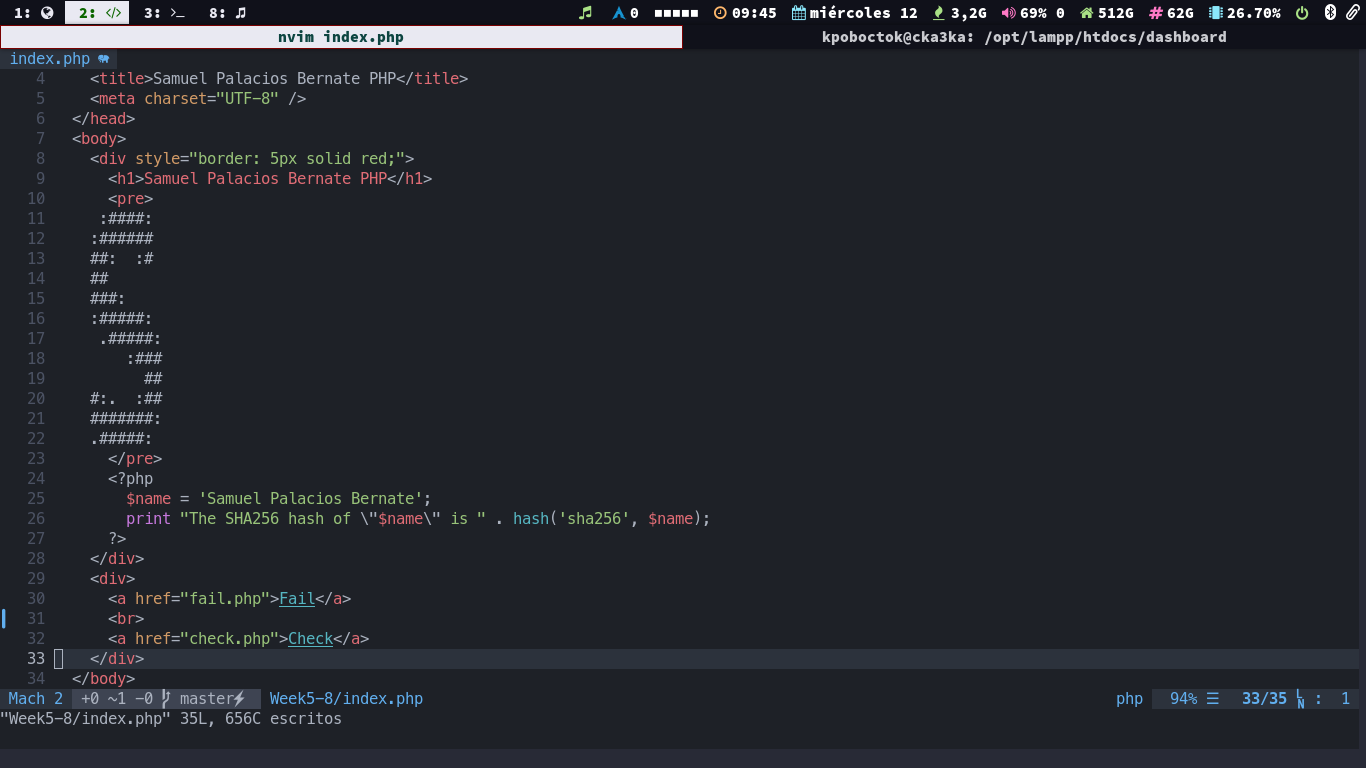 1: 2: </> 3: >_ 8: 0 09:45 miércoles 12 3,2G 69% 0 512G # 62G 26.70%
nvim index.php kpoboctok@cka3ka: /opt/lampp/htdocs/dashboard
index.php
4 <title>Samuel Palacios Bernate PHP</title>
5 <meta charset="UTF-8" />
6 </head>
7 <body>
8 <div style="border: 5px solid red;">
9 <h1>Samuel Palacios Bernate PHP</h1>
10 <pre>
11 :####:
12 :######
13 ##:  :#
14 ##
15 ###:
16 :#####:
17 .#####:
18 :###
19 ##
20 #:.  :##
21 #######:
22 .#####:
23 </pre>
24 <?php
25 $name = 'Samuel Palacios Bernate';
26 print "The SHA256 hash of \"$name\" is " . hash('sha256', $name);
27 ?>
28 </div>
29 <div>
30 <a href="fail.php">Fail</a>
31 <br>
32 <a href="check.php">Check</a>
33 </div>
34 </body>
Mach 2 +0 ~1 −0 master Week5-8/index.php php 94% ☰ 33/35 LN : 1
"Week5-8/index.php" 35L, 656C escritos